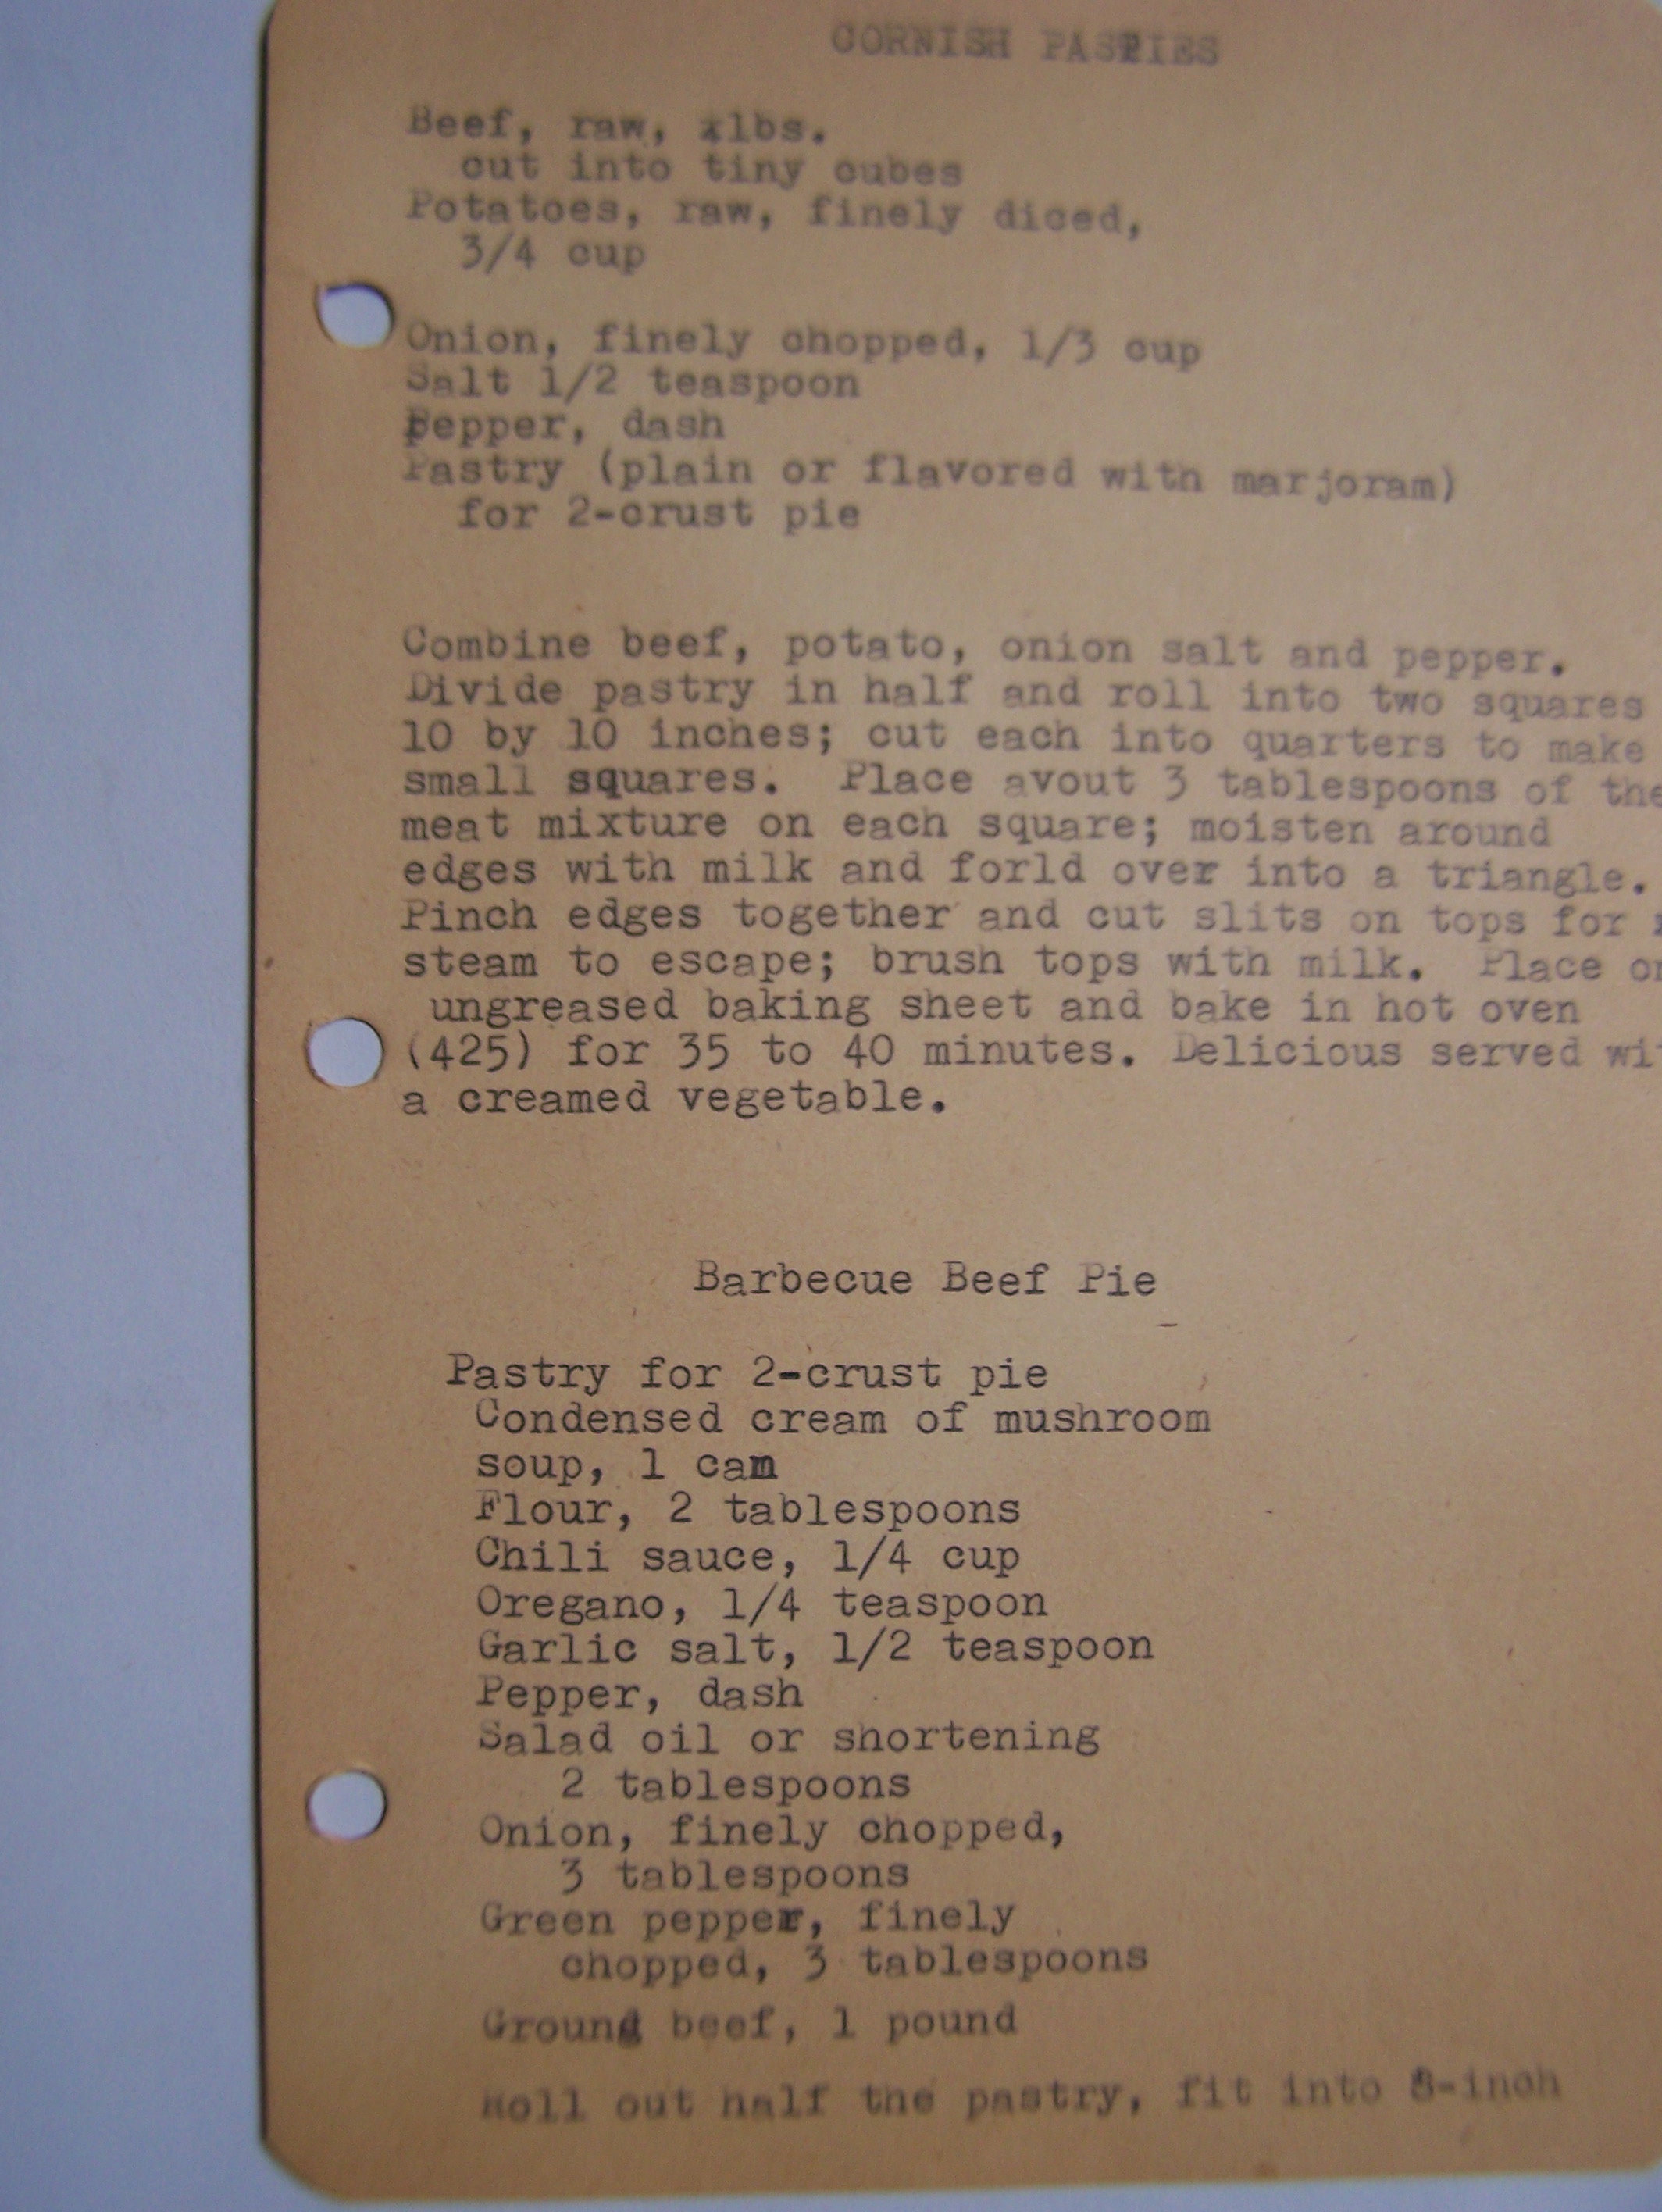 CORNISH PASTIES
Beef, raw, lbs.
cut into tiny cubes
Potatoes, raw, finely diced,
3/4 cup
Onion, finely chopped, 1/3 cup
Salt 1/2 teaspoon
Pepper, dash
Pastry (plain or flavored with marjoram)
for 2-crust pie
Combine beef, potato, onion salt and pepper.
Divide pastry in half and roll into two squares
10 by 10 inches; cut each into quarters to make
small squares. Place avout 3 tablespoons of the
meat mixture on each square; moisten around
edges with milk and forld over into a triangle.
Pinch edges together and cut slits on tops for
steam to escape; brush tops with milk. Place
ungreased baking sheet and bake in hot oven
(425) for 35 to 40 minutes. Delicious served
a creamed vegetable.
Barbecue Beef Pie
Pastry for 2-crust pie
Condensed cream of mushroom
soup, 1 can
Flour, 2 tablespoons
Chili sauce, 1/4 cup
Oregano, 1/4 teaspoon
Garlic salt, 1/2 teaspoon
Pepper, dash
Salad oil or shortening
2 tablespoons
Onion, finely chopped,
3 tablespoons
Green pepper, finely
chopped, 3 tablespoons
Ground beef, 1 pound
Roll out half the pastry, fit into 8-inch